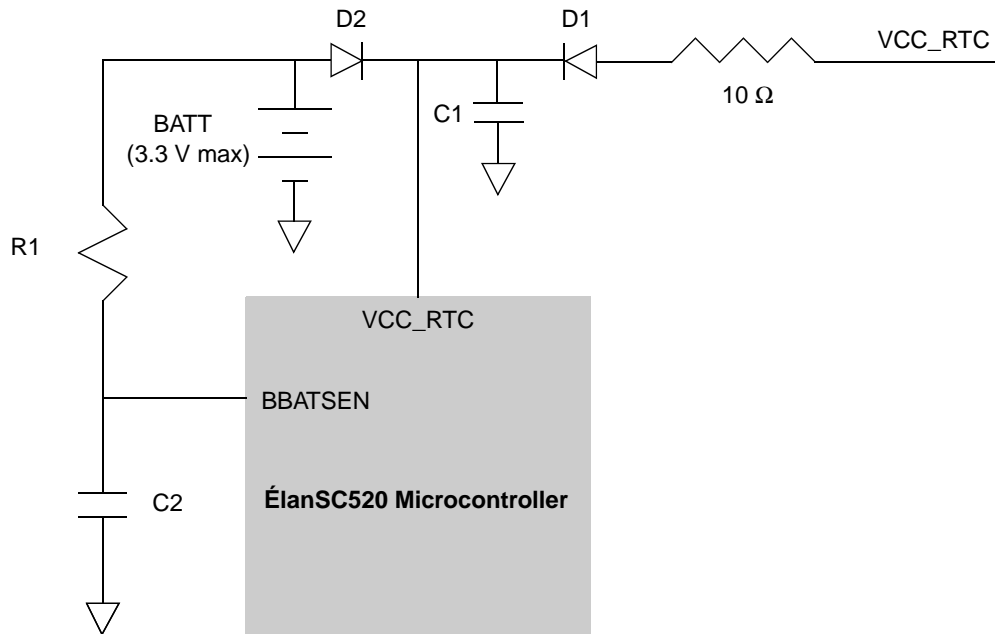 D2
D1
VCC_RTC
10 Ω
C1
BATT
(3.3 V max)
R1
VCC_RTC
BBATSEN
ÉlanSC520 Microcontroller
C2